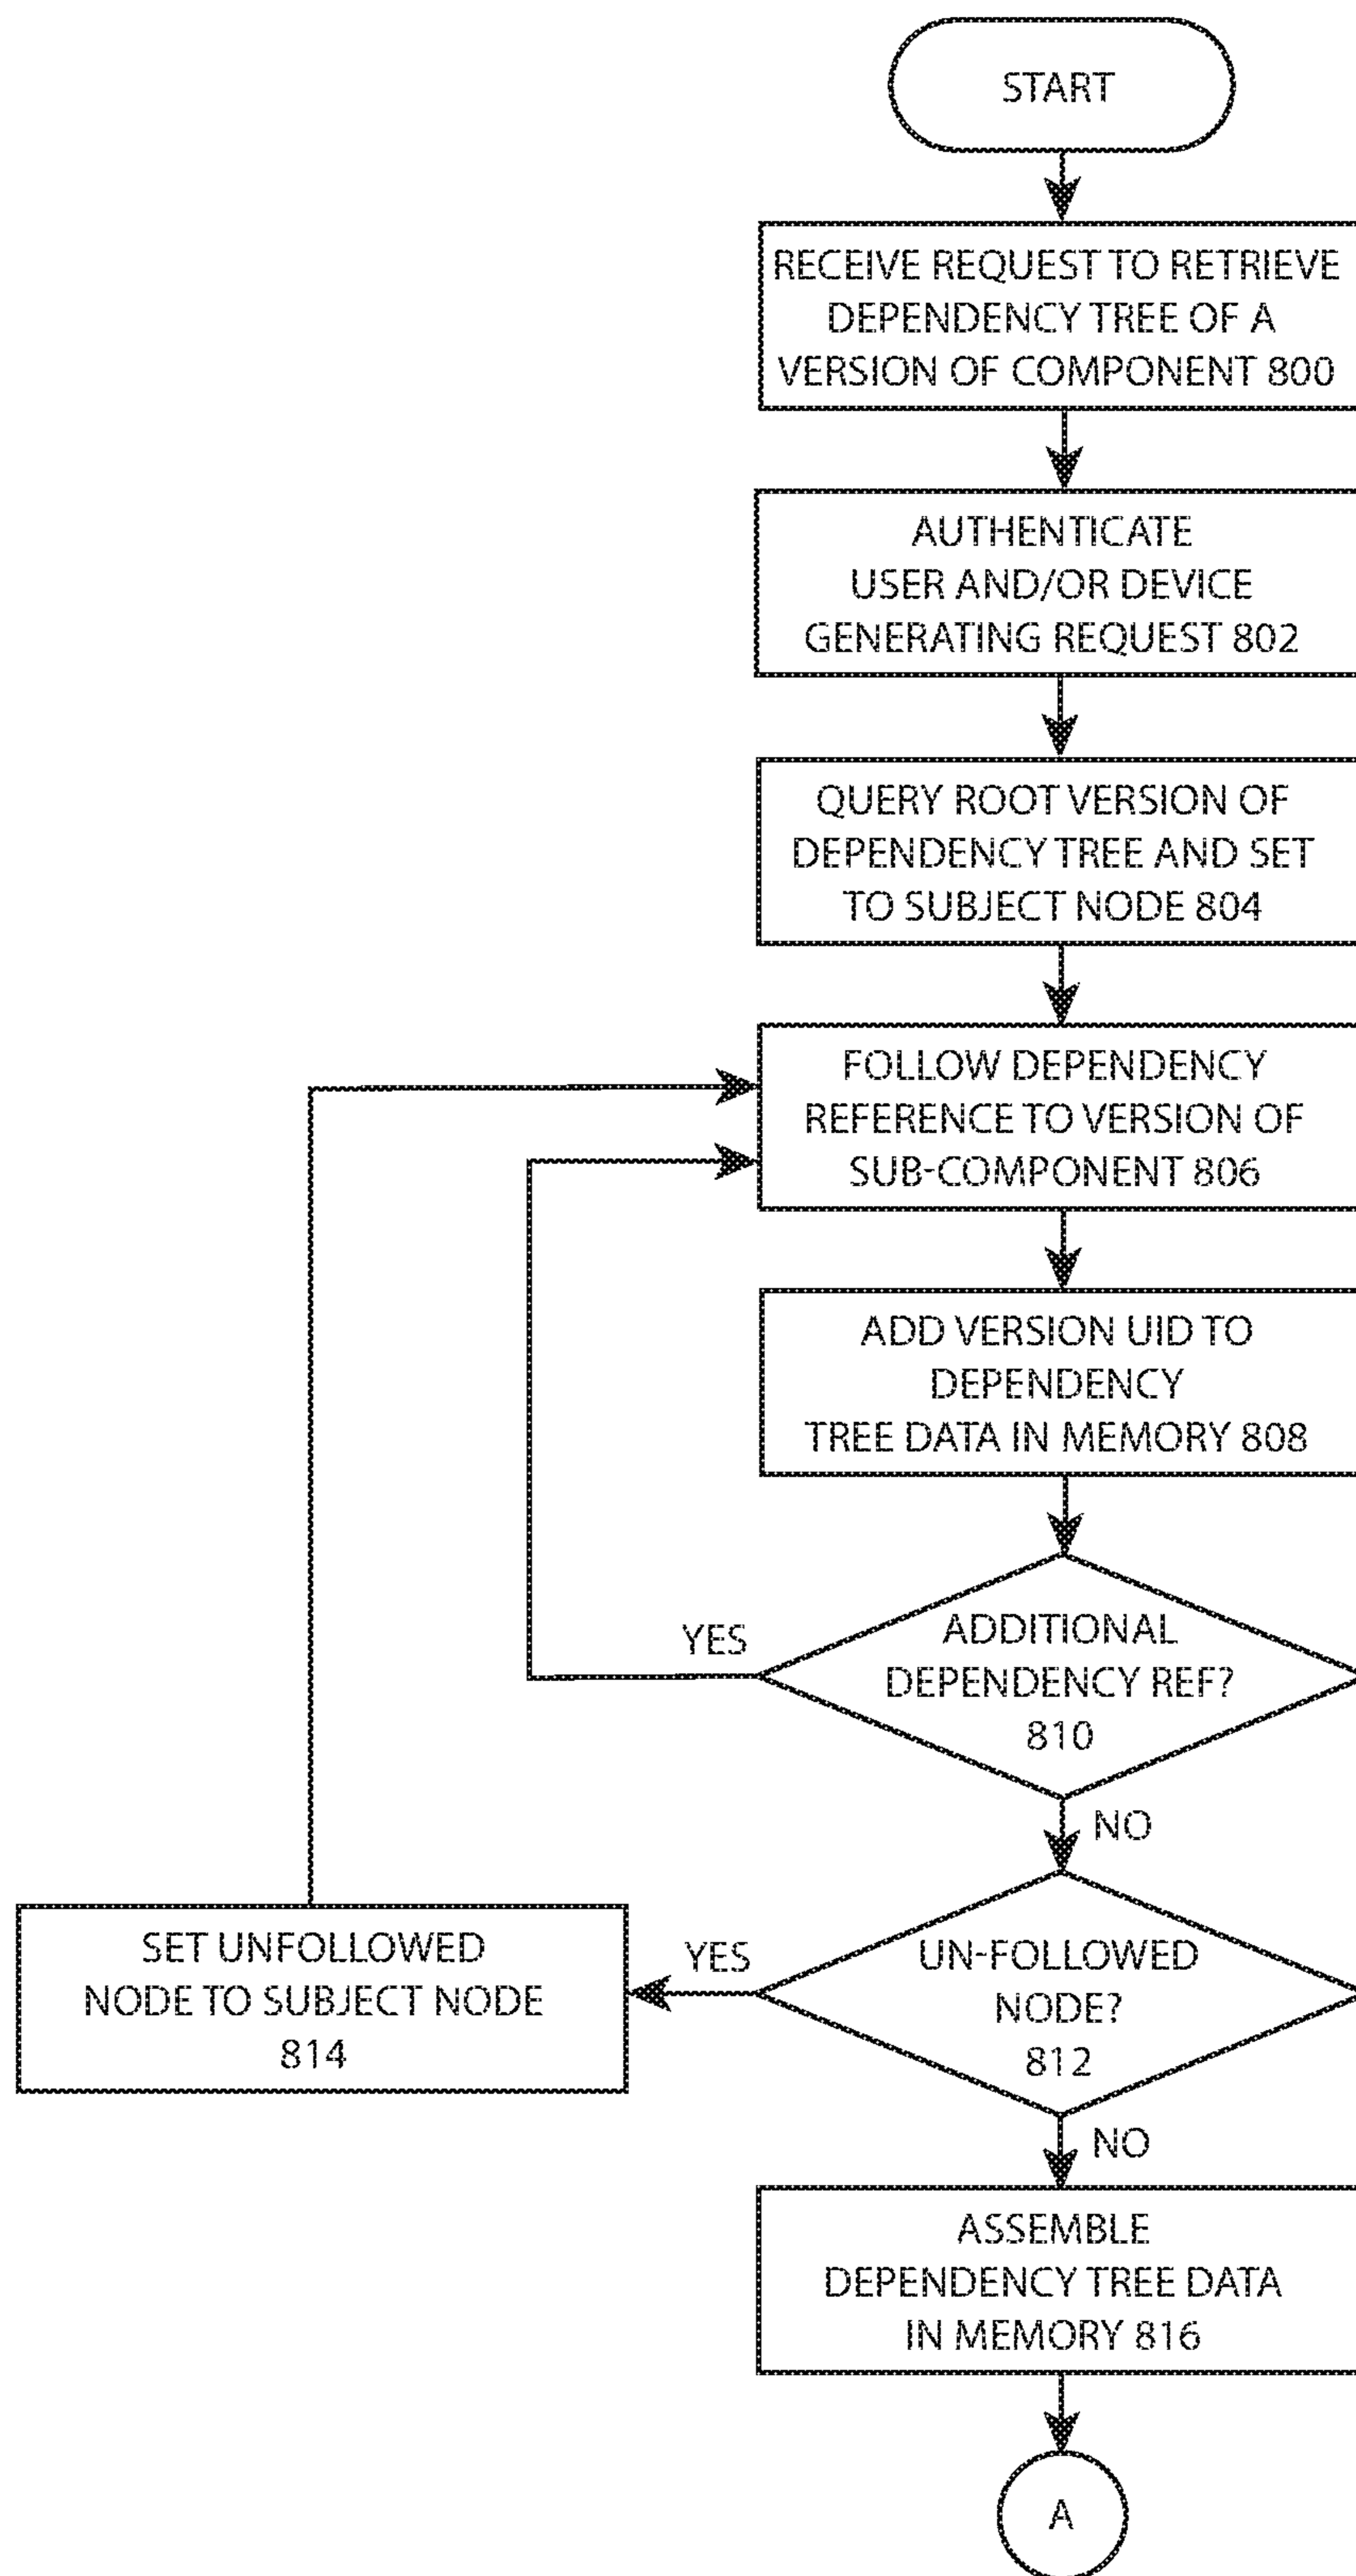 START
RECEIVE REQUEST TO RETRIEVE
DEPENDENCY TREE OF A
VERSION OF COMPONENT 800
AUTHENTICATE
USER AND/OR DEVICE
GENERATING REQUEST 802
QUERY ROOT VERSION OF
DEPENDENCY TREE AND SET
TO SUBJECT NODE 804
FOLLOW DEPENDENCY
REFERENCE TO VERSION OF
SUB-COMPONENT 806
ADD VERSION UID TO
DEPENDENCY
TREE DATA IN MEMORY 808
ADDITIONAL
DEPENDENCY REF?
810
YES
NO
UN-FOLLOWED
NODE?
812
YES
SET UNFOLLOWED
NODE TO SUBJECT NODE
814
NO
ASSEMBLE
DEPENDENCY TREE DATA
IN MEMORY 816
A